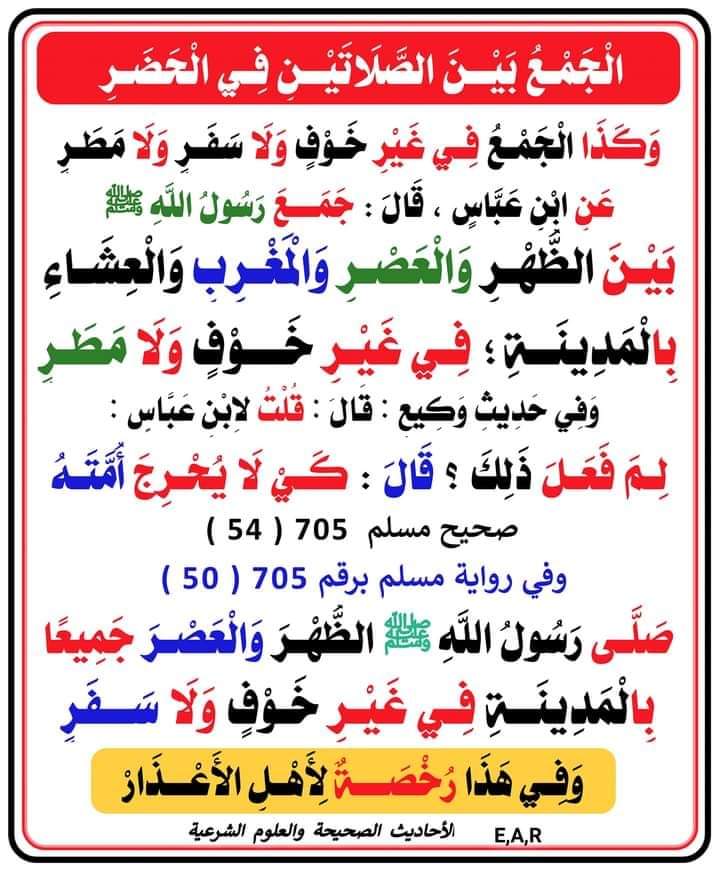 الْجَمْعُ بَيْنَ الصَّلَاتَيْنِ فِي الْحَضَرِ
وَكَذَا الْجَمْعُ فِي غَيْرِ خَوْفٍ وَلَا سَفَرٍ وَلَا مَطَرٍ
عَنِ ابْنِ عَبَّاسٍ ، قَالَ : جَمَعَ رَسُولُ اللَّهِ ﷺ
بَيْنَ الظُّهْرِ وَالْعَصْرِ وَالْمَغْرِبِ وَالْعِشَاءِ
بِالْمَدِينَةِ ؛ فِي غَيْرِ خَوْفٍ وَلَا مَطَرٍ
وَفِي حَدِيثِ وَكِيعٍ : قَالَ : قُلْتُ لِابْنِ عَبَّاسٍ :
لِمَ فَعَلَ ذَلِكَ ؟ قَالَ : كَيْ لَا يُحْرِجَ أُمَّتَهُ
صحيح مسلم 705 ( 54 )
وفي رواية مسلم برقم 705 ( 50 )
صَلَّى رَسُولُ اللَّهِ ﷺ الظُّهْرَ وَالْعَصْرَ جَمِيعًا
بِالْمَدِينَةِ فِي غَيْرِ خَوْفٍ وَلَا سَفَرٍ
وَفِي هَذَا رُخْصَةٌ لِأَهْلِ الأَعْذَارْ
الأحاديث الصحيحة والعلوم الشرعية E,A,R